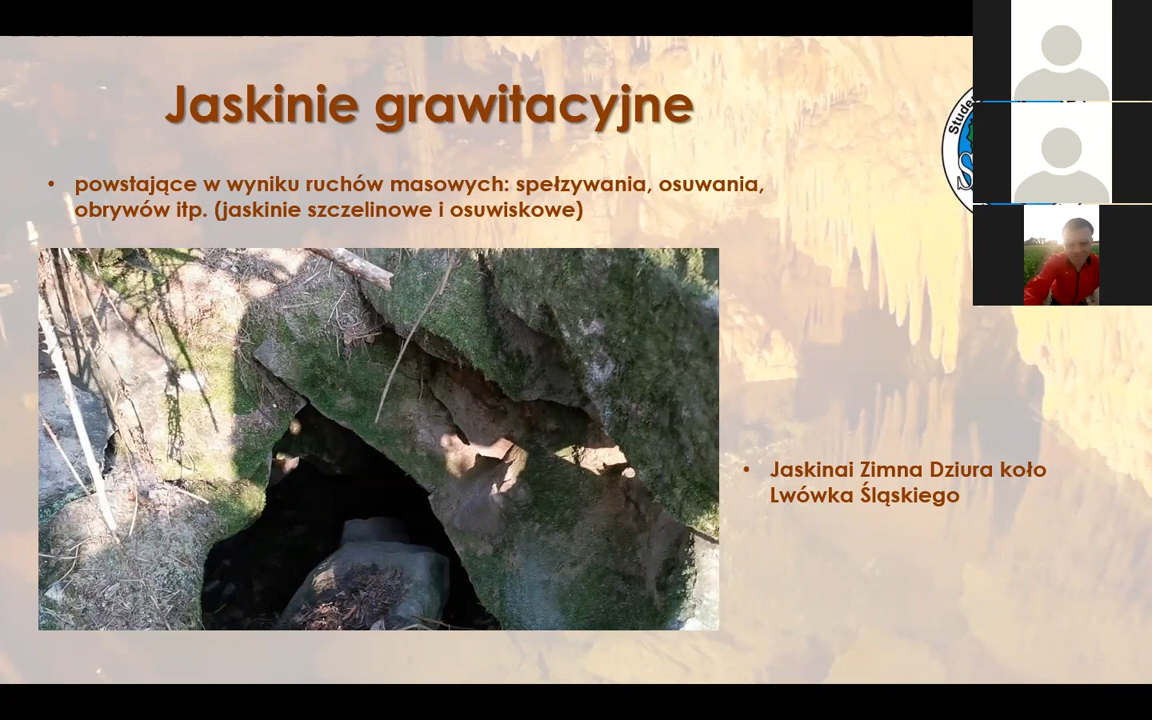 Jaskinie grawitacyjne
• powstające w wyniku ruchów masowych: spełzywania, osuwania,
obrywów itp. (jaskinie szczelinowe i osuwiskowe)
• Jaskinai Zimna Dziura koło
Lwówka Śląskiego